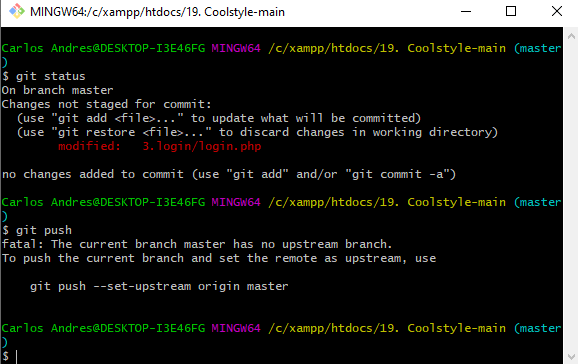 MINGW64:/c/xampp/htdocs/19. Coolstyle-main
Carlos Andres@DESKTOP-I3E46FG MINGW64 /c/xampp/htdocs/19. Coolstyle-main (master
)
$ git status
On branch master
Changes not staged for commit:
  (use "git add <file>..." to update what will be committed)
  (use "git restore <file>..." to discard changes in working directory)
        modified:   3.login/login.php
no changes added to commit (use "git add" and/or "git commit -a")
Carlos Andres@DESKTOP-I3E46FG MINGW64 /c/xampp/htdocs/19. Coolstyle-main (master
)
$ git push
fatal: The current branch master has no upstream branch.
To push the current branch and set the remote as upstream, use
    git push --set-upstream origin master
Carlos Andres@DESKTOP-I3E46FG MINGW64 /c/xampp/htdocs/19. Coolstyle-main (master
)
$